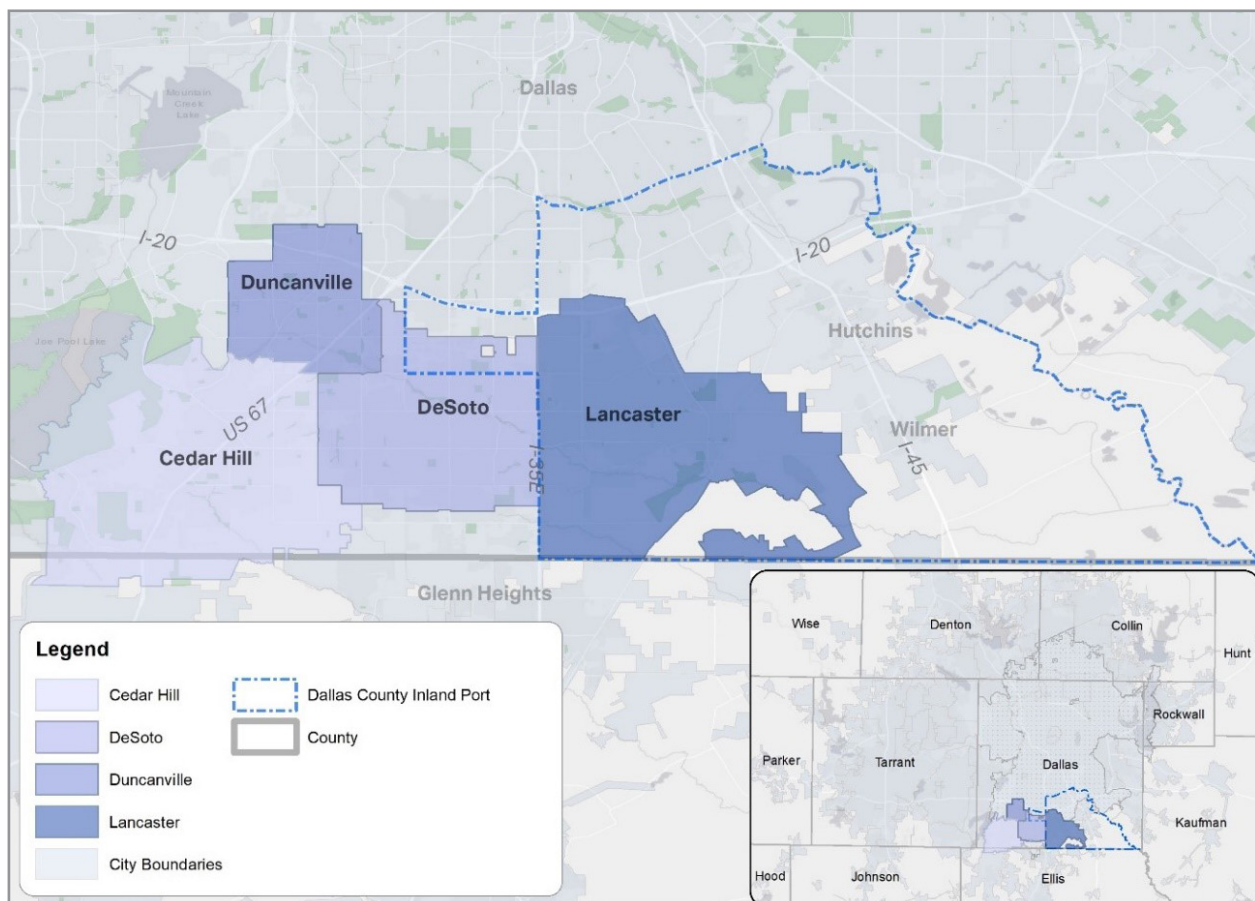 Mountain
Creek
Lake
Dallas
I-20
I-20
Duncanville
Hutchins
Joe Pool Lake
DeSoto
Lancaster
US 67
Wilmer
Cedar Hill
I-35E
I-45
Glenn Heights
Legend
Cedar Hill
DeSoto
Duncanville
Lancaster
City Boundaries
Dallas County Inland Port
County
Wise
Denton
Collin
Hunt
Rockwall
Parker
Tarrant
Dallas
Kaufman
Hood
Johnson
Ellis